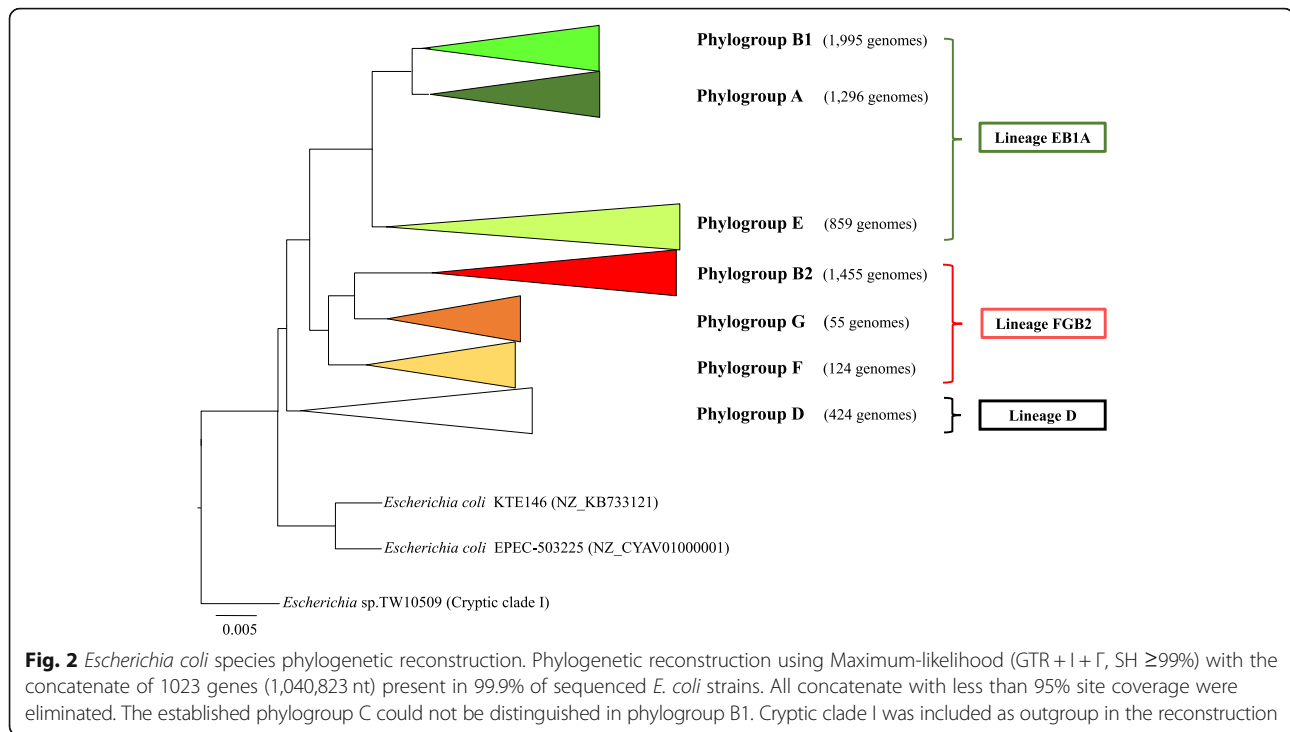 Phylogroup B1 (1,995 genomes)
Phylogroup A (1,296 genomes)
Lineage EB1A
Phylogroup E (859 genomes)
Phylogroup B2 (1,455 genomes)
Phylogroup G (55 genomes)
Lineage FGB2
Phylogroup F (124 genomes)
Phylogroup D (424 genomes)
Lineage D
Escherichia coli KTE146 (NZ_KB733121)
Escherichia coli EPEC-503225 (NZ_CYAV01000001)
Escherichia sp.TW10509 (Cryptic clade I)
0.005
Fig. 2 Escherichia coli species phylogenetic reconstruction. Phylogenetic reconstruction using Maximum-likelihood (GTR + I + Γ, SH ≥99%) with the
concatenate of 1023 genes (1,040,823 nt) present in 99.9% of sequenced E. coli strains. All concatenate with less than 95% site coverage were
eliminated. The established phylogroup C could not be distinguished in phylogroup B1. Cryptic clade I was included as outgroup in the reconstruction